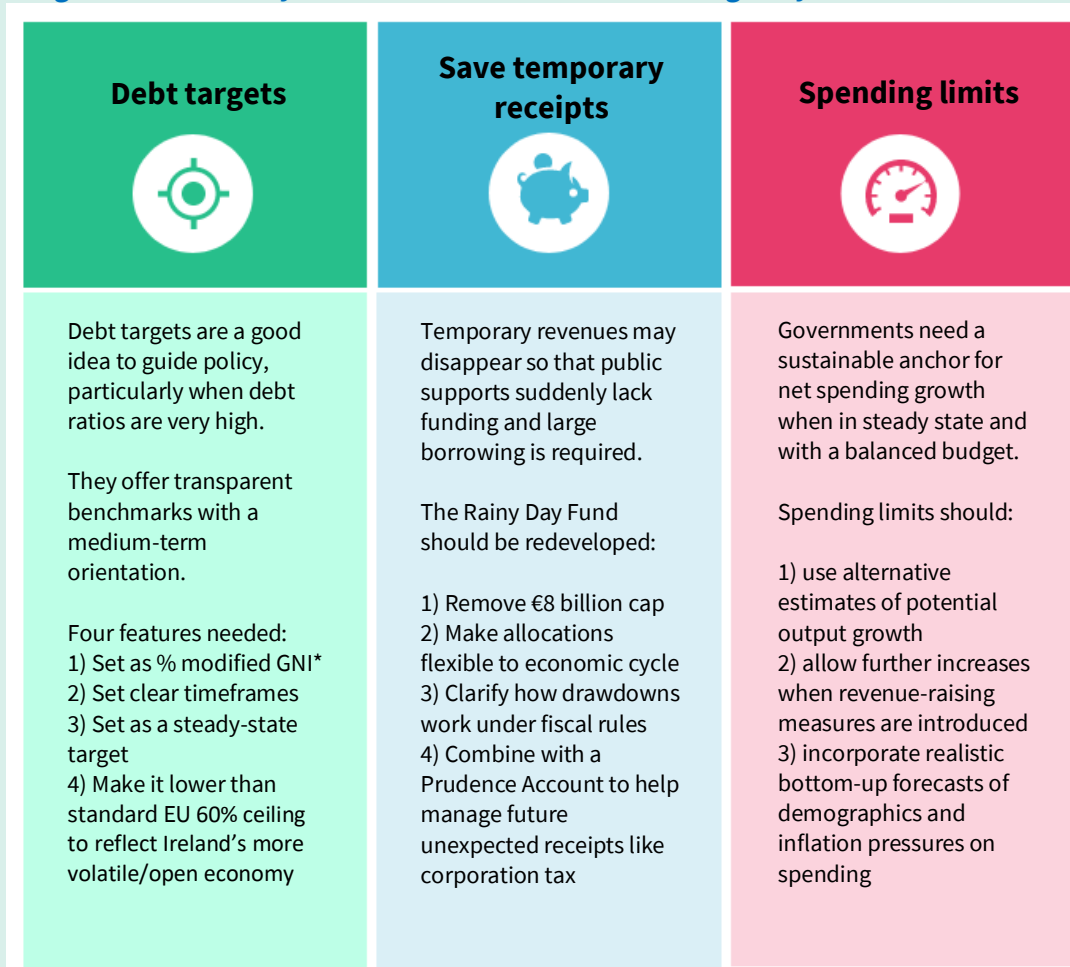 Debt targets
Debt targets are a good
idea to guide policy,
particularly when debt
ratios are very high.
They offer transparent
benchmarks with a
medium-term
orientation.
Four features needed:
1) Set as % modified GNI*
2) Set clear timeframes
3) Set as a steady-state
target
4) Make it lower than
standard EU 60% ceiling
to reflect Ireland's more
volatile/open economy
Save temporary
receipts
Temporary revenues may
disappear so that public
supports suddenly lack
funding and large
borrowing is required.
The Rainy Day Fund
should be redeveloped:
1) Remove €8 billion cap
2) Make allocations
flexible to economic cycle
3) Clarify how drawdowns
work under fiscal rules
4) Combine with a
Prudence Account to help
manage future
unexpected receipts like
corporation tax
Spending limits
Governments need a
sustainable anchor for
net spending growth
when in steady state and
with a balanced budget.
Spending limits should:
1) use alternative
estimates of potential
output growth
2) allow further increases
when revenue-raising
measures are introduced
3) incorporate realistic
bottom-up forecasts of
demographics and
inflation pressures on
spending